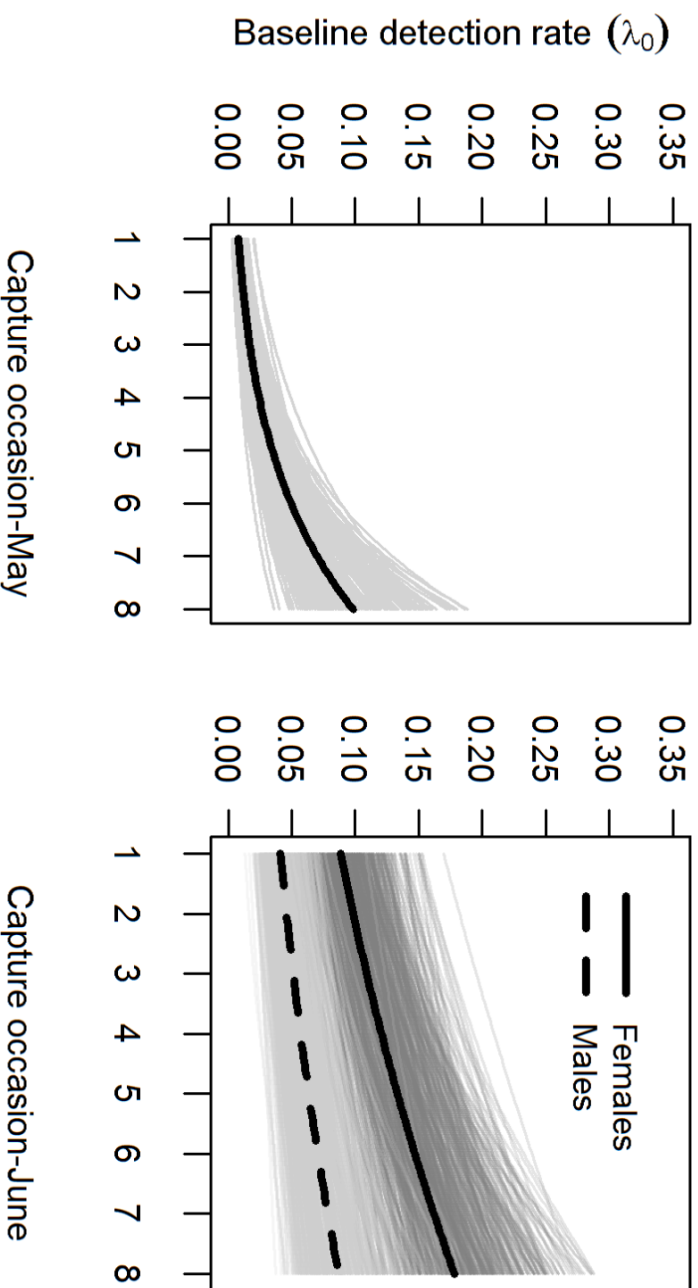 Baseline detection rate (λ₀)
0.00 0.05 0.10 0.15 0.20 0.25 0.30 0.35
1 2 3 4 5 6 7 8
Capture occasion-May
0.00 0.05 0.10 0.15 0.20 0.25 0.30 0.35
Females
Males
1 2 3 4 5 6 7 8
Capture occasion-June